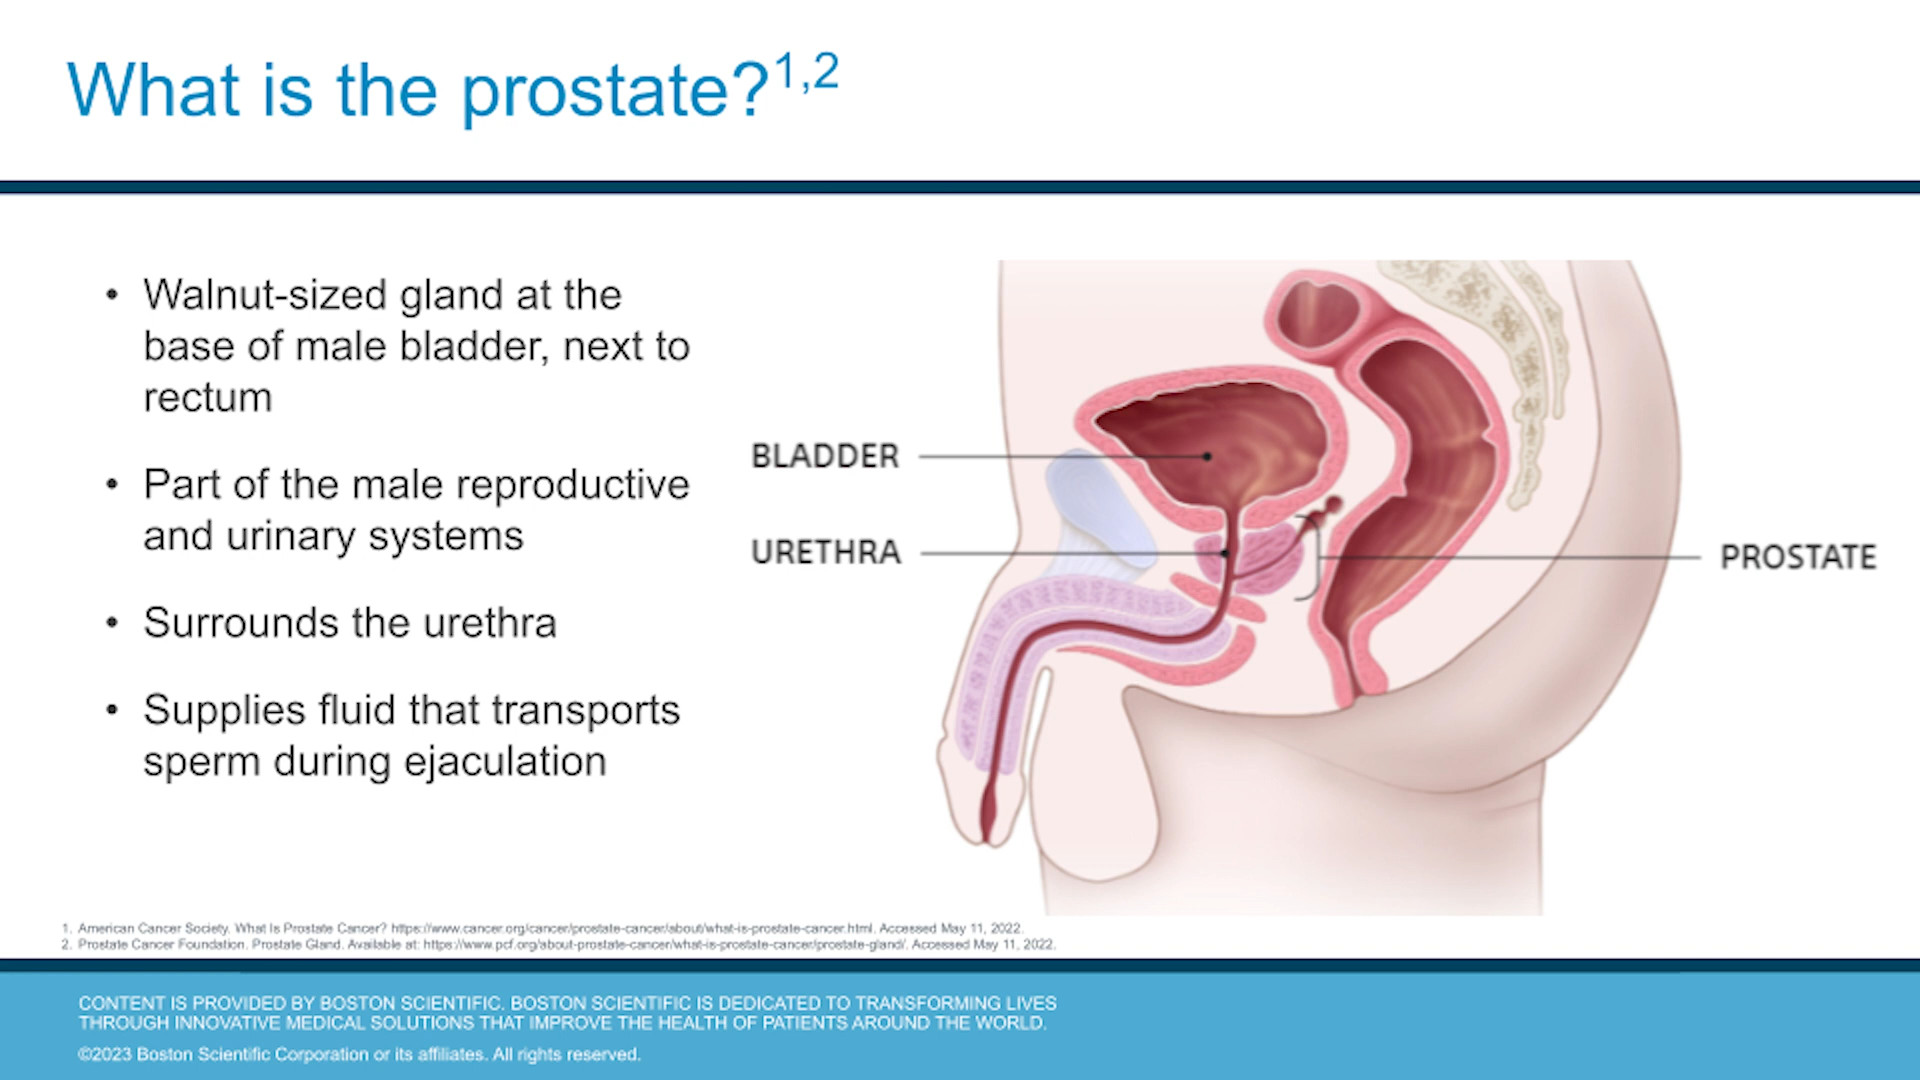 What is the prostate?1,2
• Walnut-sized gland at the
base of male bladder, next to
rectum
• Part of the male reproductive
and urinary systems
• Surrounds the urethra
• Supplies fluid that transports
sperm during ejaculation
BLADDER
URETHRA
PROSTATE
1. American Cancer Society. What Is Prostate Cancer? https://www.cancer.org/cancer/prostate-cancer/about/what-is-prostate-cancer.html. Accessed May 11, 2022.
2. Prostate Cancer Foundation. Prostate Gland. Available at: https://www.pcf.org/about-prostate-cancer/what-is-prostate-cancer/prostate-gland/. Accessed May 11, 2022.
CONTENT IS PROVIDED BY BOSTON SCIENTIFIC. BOSTON SCIENTIFIC IS DEDICATED TO TRANSFORMING LIVES
THROUGH INNOVATIVE MEDICAL SOLUTIONS THAT IMPROVE THE HEALTH OF PATIENTS AROUND THE WORLD.
©2023 Boston Scientific Corporation or its affiliates. All rights reserved.